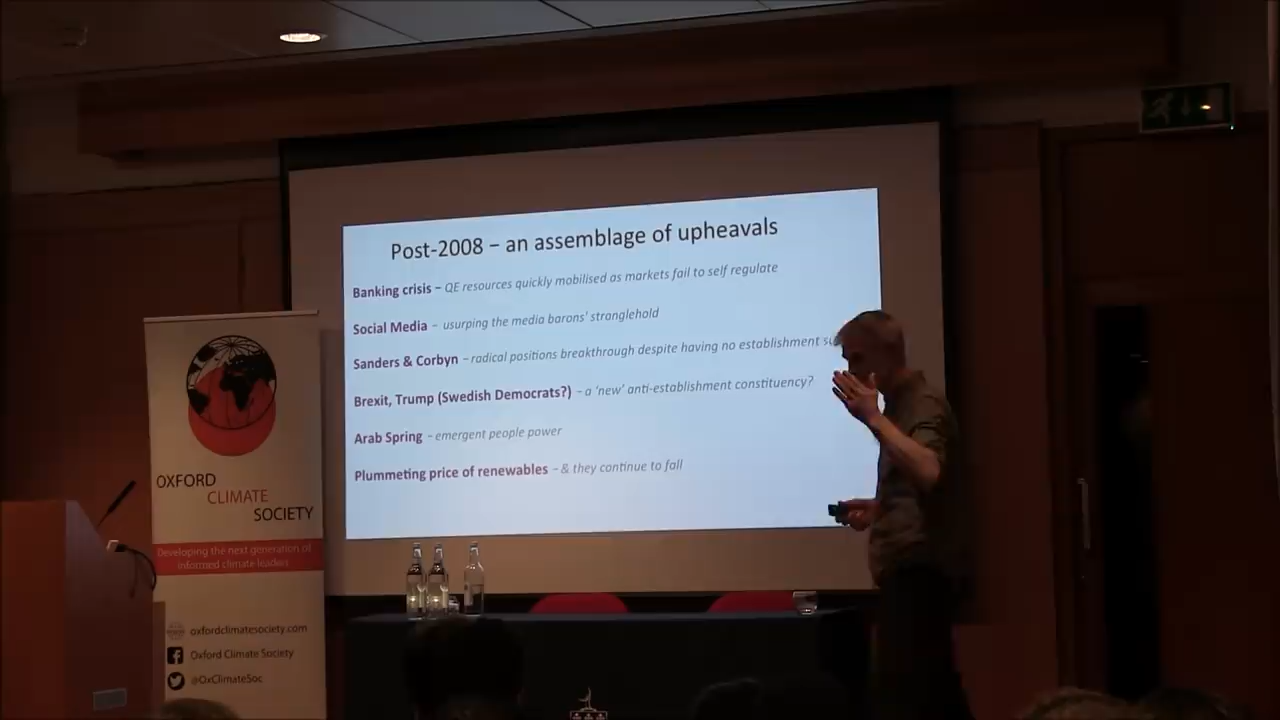 Post-2008 – an assemblage of upheavals
Banking crisis – QE resources quickly mobilised as markets fail to self regulate
Social Media – usurping the media barons' stranglehold
Sanders & Corbyn – radical positions breakthrough despite having no establishment
Brexit, Trump (Swedish Democrats?) – a 'new' anti-establishment constituency?
Arab Spring – emergent people power
Plummeting price of renewables – & they continue to fall
OXFORD
CLIMATE
SOCIETY
Developing the next generation of
informed climate leaders
oxfordclimatesociety.com
Oxford Climate Society
@OxClimateSoc